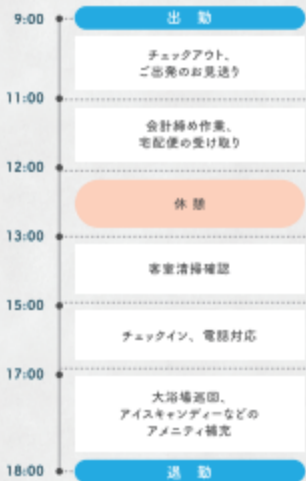 9:00
出 勤
チェックアウト、
ご出発のお見送り
11:00
会計締め作業、
宅配便の受け取り
12:00
休 憩
13:00
客室清掃確認
15:00
チェックイン、電話対応
17:00
大浴場巡回、
アイスキャンディーなどの
アメニティ補充
18:00
退 勤